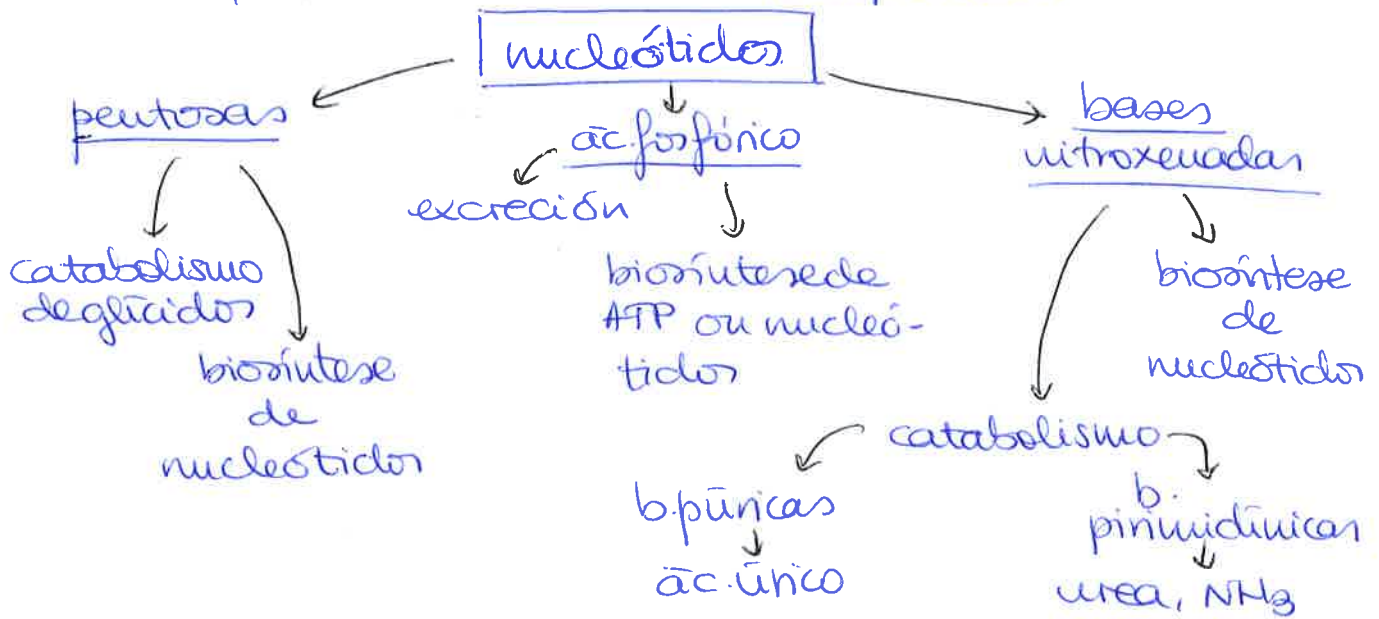 nucleótidos
pentosas
ác. fosfórico
bases
nitroxenadas
excreción
catabolismo
de glícidos
biosíntese de
ATP ou nucleó-
tidos
biosíntese
de
nucleótidos
biosíntese
de
nucleótidos
catabolismo
b. púricas
ác. úrico
b.
pirimidínicas
urea, NH3